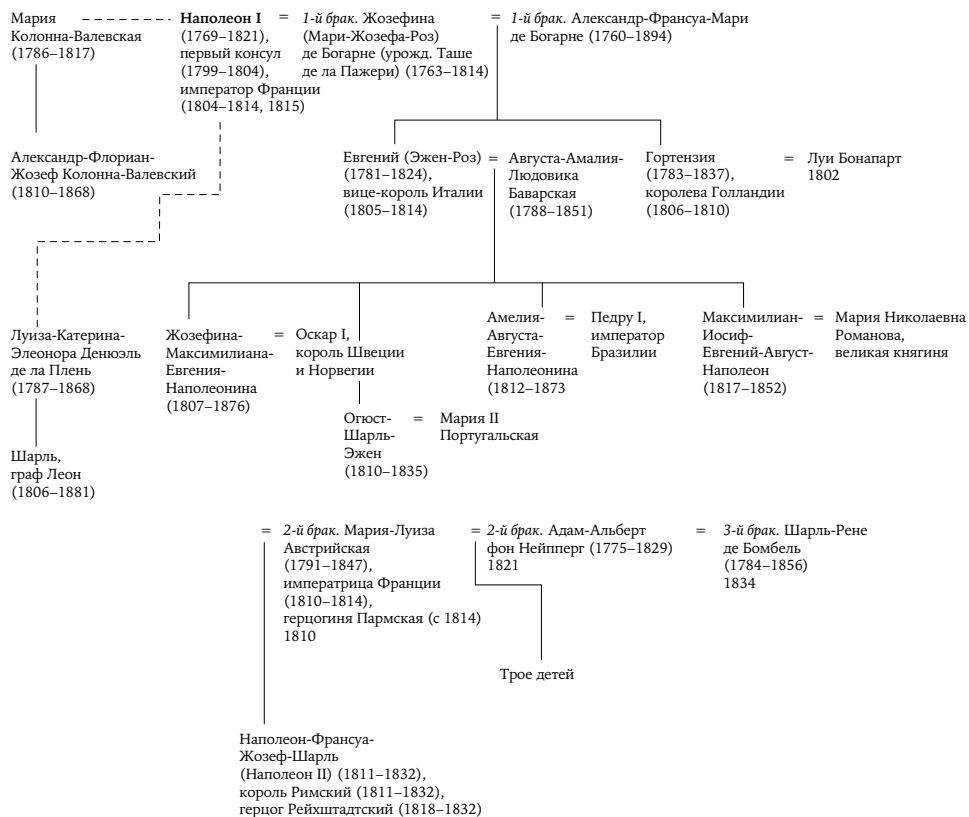 Мария
Колонна-Валевская
(1786–1817)
Наполеон I
(1769–1821),
первый консул
(1799–1804),
император Франции
(1804–1814, 1815)
= 1-й брак. Жозефина
(Мари-Жозефа-Роз)
де Богарне (урожд. Таше
де ла Пажери) (1763–1814)
= 1-й брак. Александр-Франсуа-Мари
де Богарне (1760–1894)
Александр-Флориан-
Жозеф Колонна-Валевский
(1810–1868)
Евгений (Эжен-Роз)
(1781–1824),
вице-король Италии
(1805–1814)
= Августа-Амалия-
Людовика
Баварская
(1788–1851)
Гортензия
(1783–1837),
королева Голландии
(1806–1810)
= Луи Бонапарт
1802
Луиза-Катерина-
Элеонора Денюэль
де ла Плень
(1787–1868)
Жозефина-
Максимилиана-
Евгения-
Наполеонина
(1807–1876)
= Оскар I,
король Швеции
и Норвегии
Амелия-
Августа-
Евгения-
Наполеонина
(1812–1873
= Педру I,
император
Бразилии
Максимилиан-
Иосиф-
Евгений-Август-
Наполеон
(1817–1852)
= Мария Николаевна
Романова,
великая княгиня
Огюст-
Шарль-
Эжен
(1810–1835)
= Мария II
Португальская
Шарль,
граф Леон
(1806–1881)
= 2-й брак. Мария-Луиза
Австрийская
(1791–1847),
императрица Франции
(1810–1814),
герцогиня Пармская (с 1814)
1810
= 2-й брак. Адам-Альберт
фон Нейпперг (1775–1829)
1821
= 3-й брак. Шарль-Рене
де Бомбель
(1784–1856)
1834
Трое детей
Наполеон-Франсуа-
Жозеф-Шарль
(Наполеон II) (1811–1832),
король Римский (1811–1832),
герцог Рейхштадтский (1818–1832)